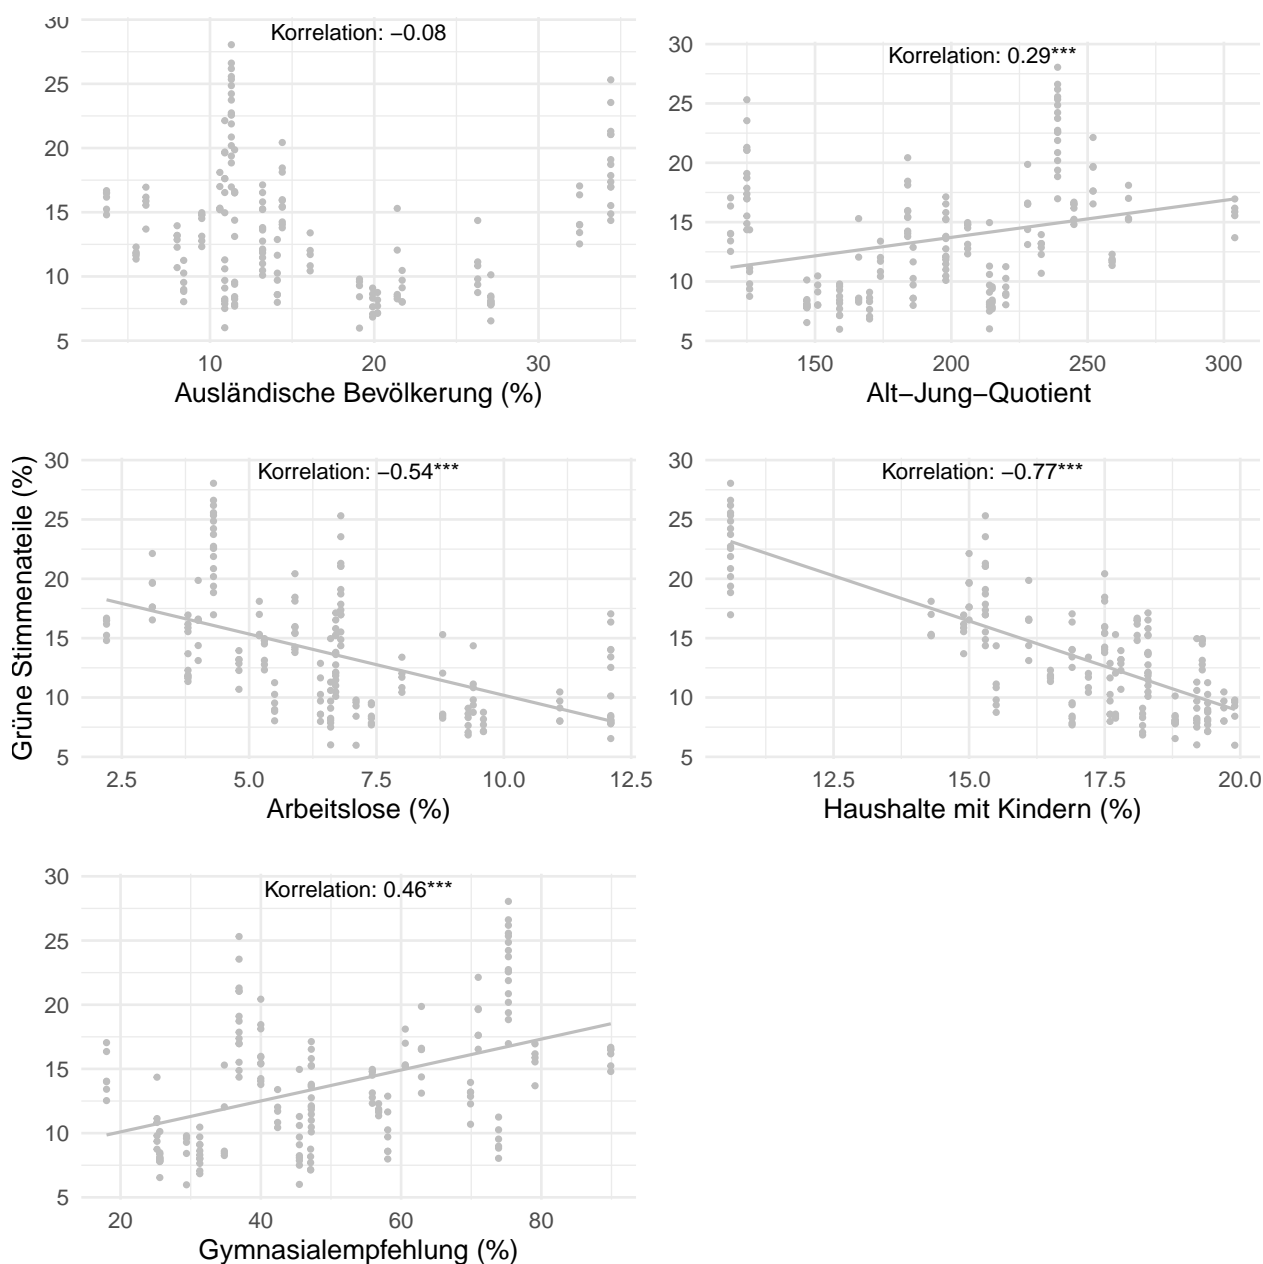 Korrelation: −0.08
30
25
20
15
10
5
10 20 30
Ausländische Bevölkerung (%)
Korrelation: 0.29***
30
25
20
15
10
5
150 200 250 300
Alt−Jung−Quotient
Grüne Stimmenateile (%)
Korrelation: −0.54***
30
25
20
15
10
5
2.5 5.0 7.5 10.0 12.5
Arbeitslose (%)
Korrelation: −0.77***
30
25
20
15
10
5
12.5 15.0 17.5 20.0
Haushalte mit Kindern (%)
Korrelation: 0.46***
30
25
20
15
10
5
20 40 60 80
Gymnasialempfehlung (%)